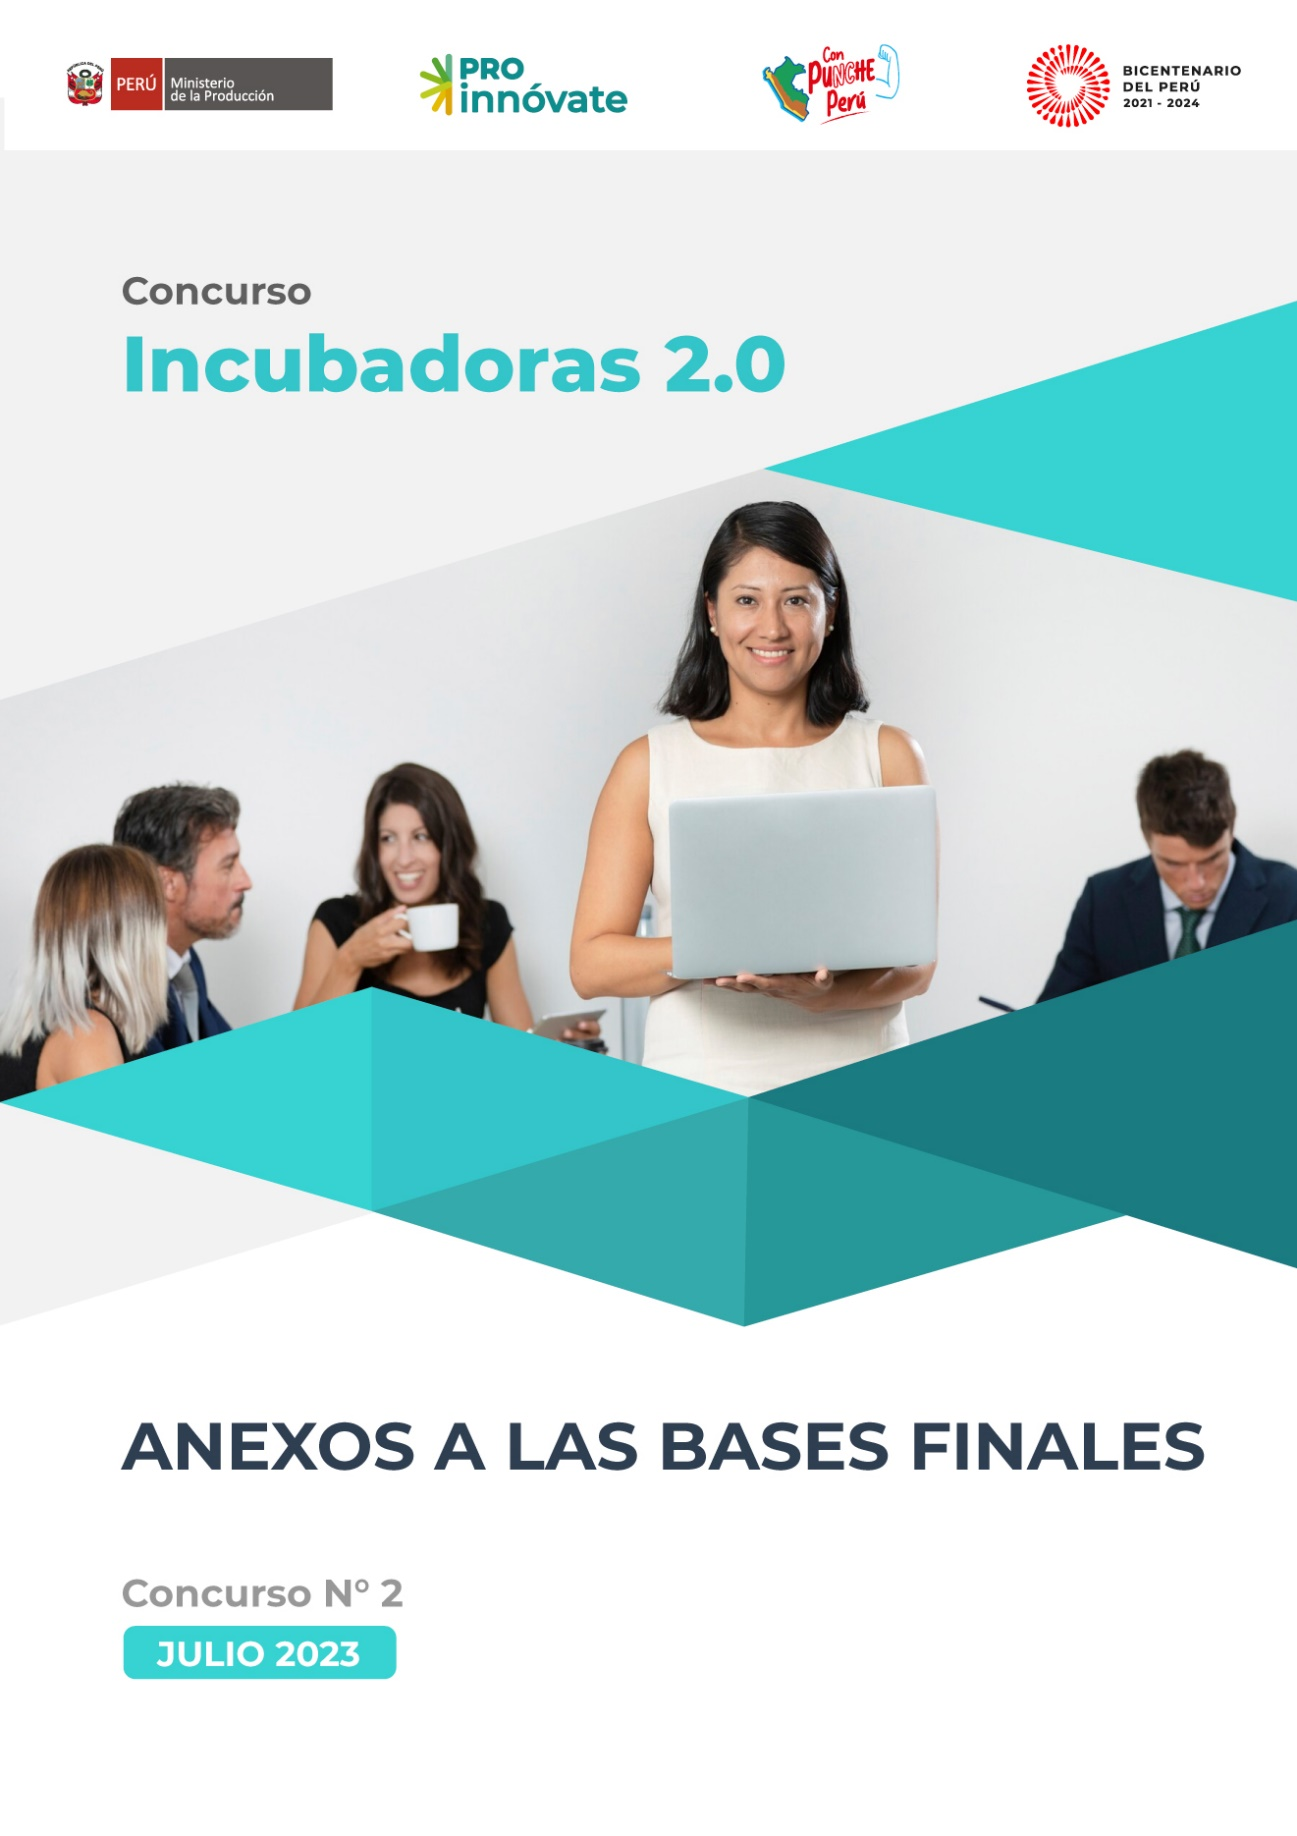 PERÚ
Ministerio
de la Producción
PRO
innóvate
Con
PUNCHE
Perú
BICENTENARIO
DEL PERÚ
2021 - 2024
Concurso
Incubadoras 2.0
ANEXOS A LAS BASES FINALES
Concurso N° 2
JULIO 2023